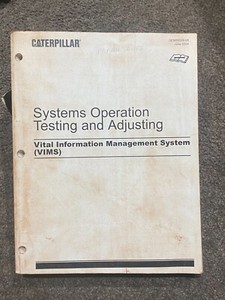 CATERPILLAR
Systems Operation
Testing and Adjusting
Vital Information Management System
(VIMS)